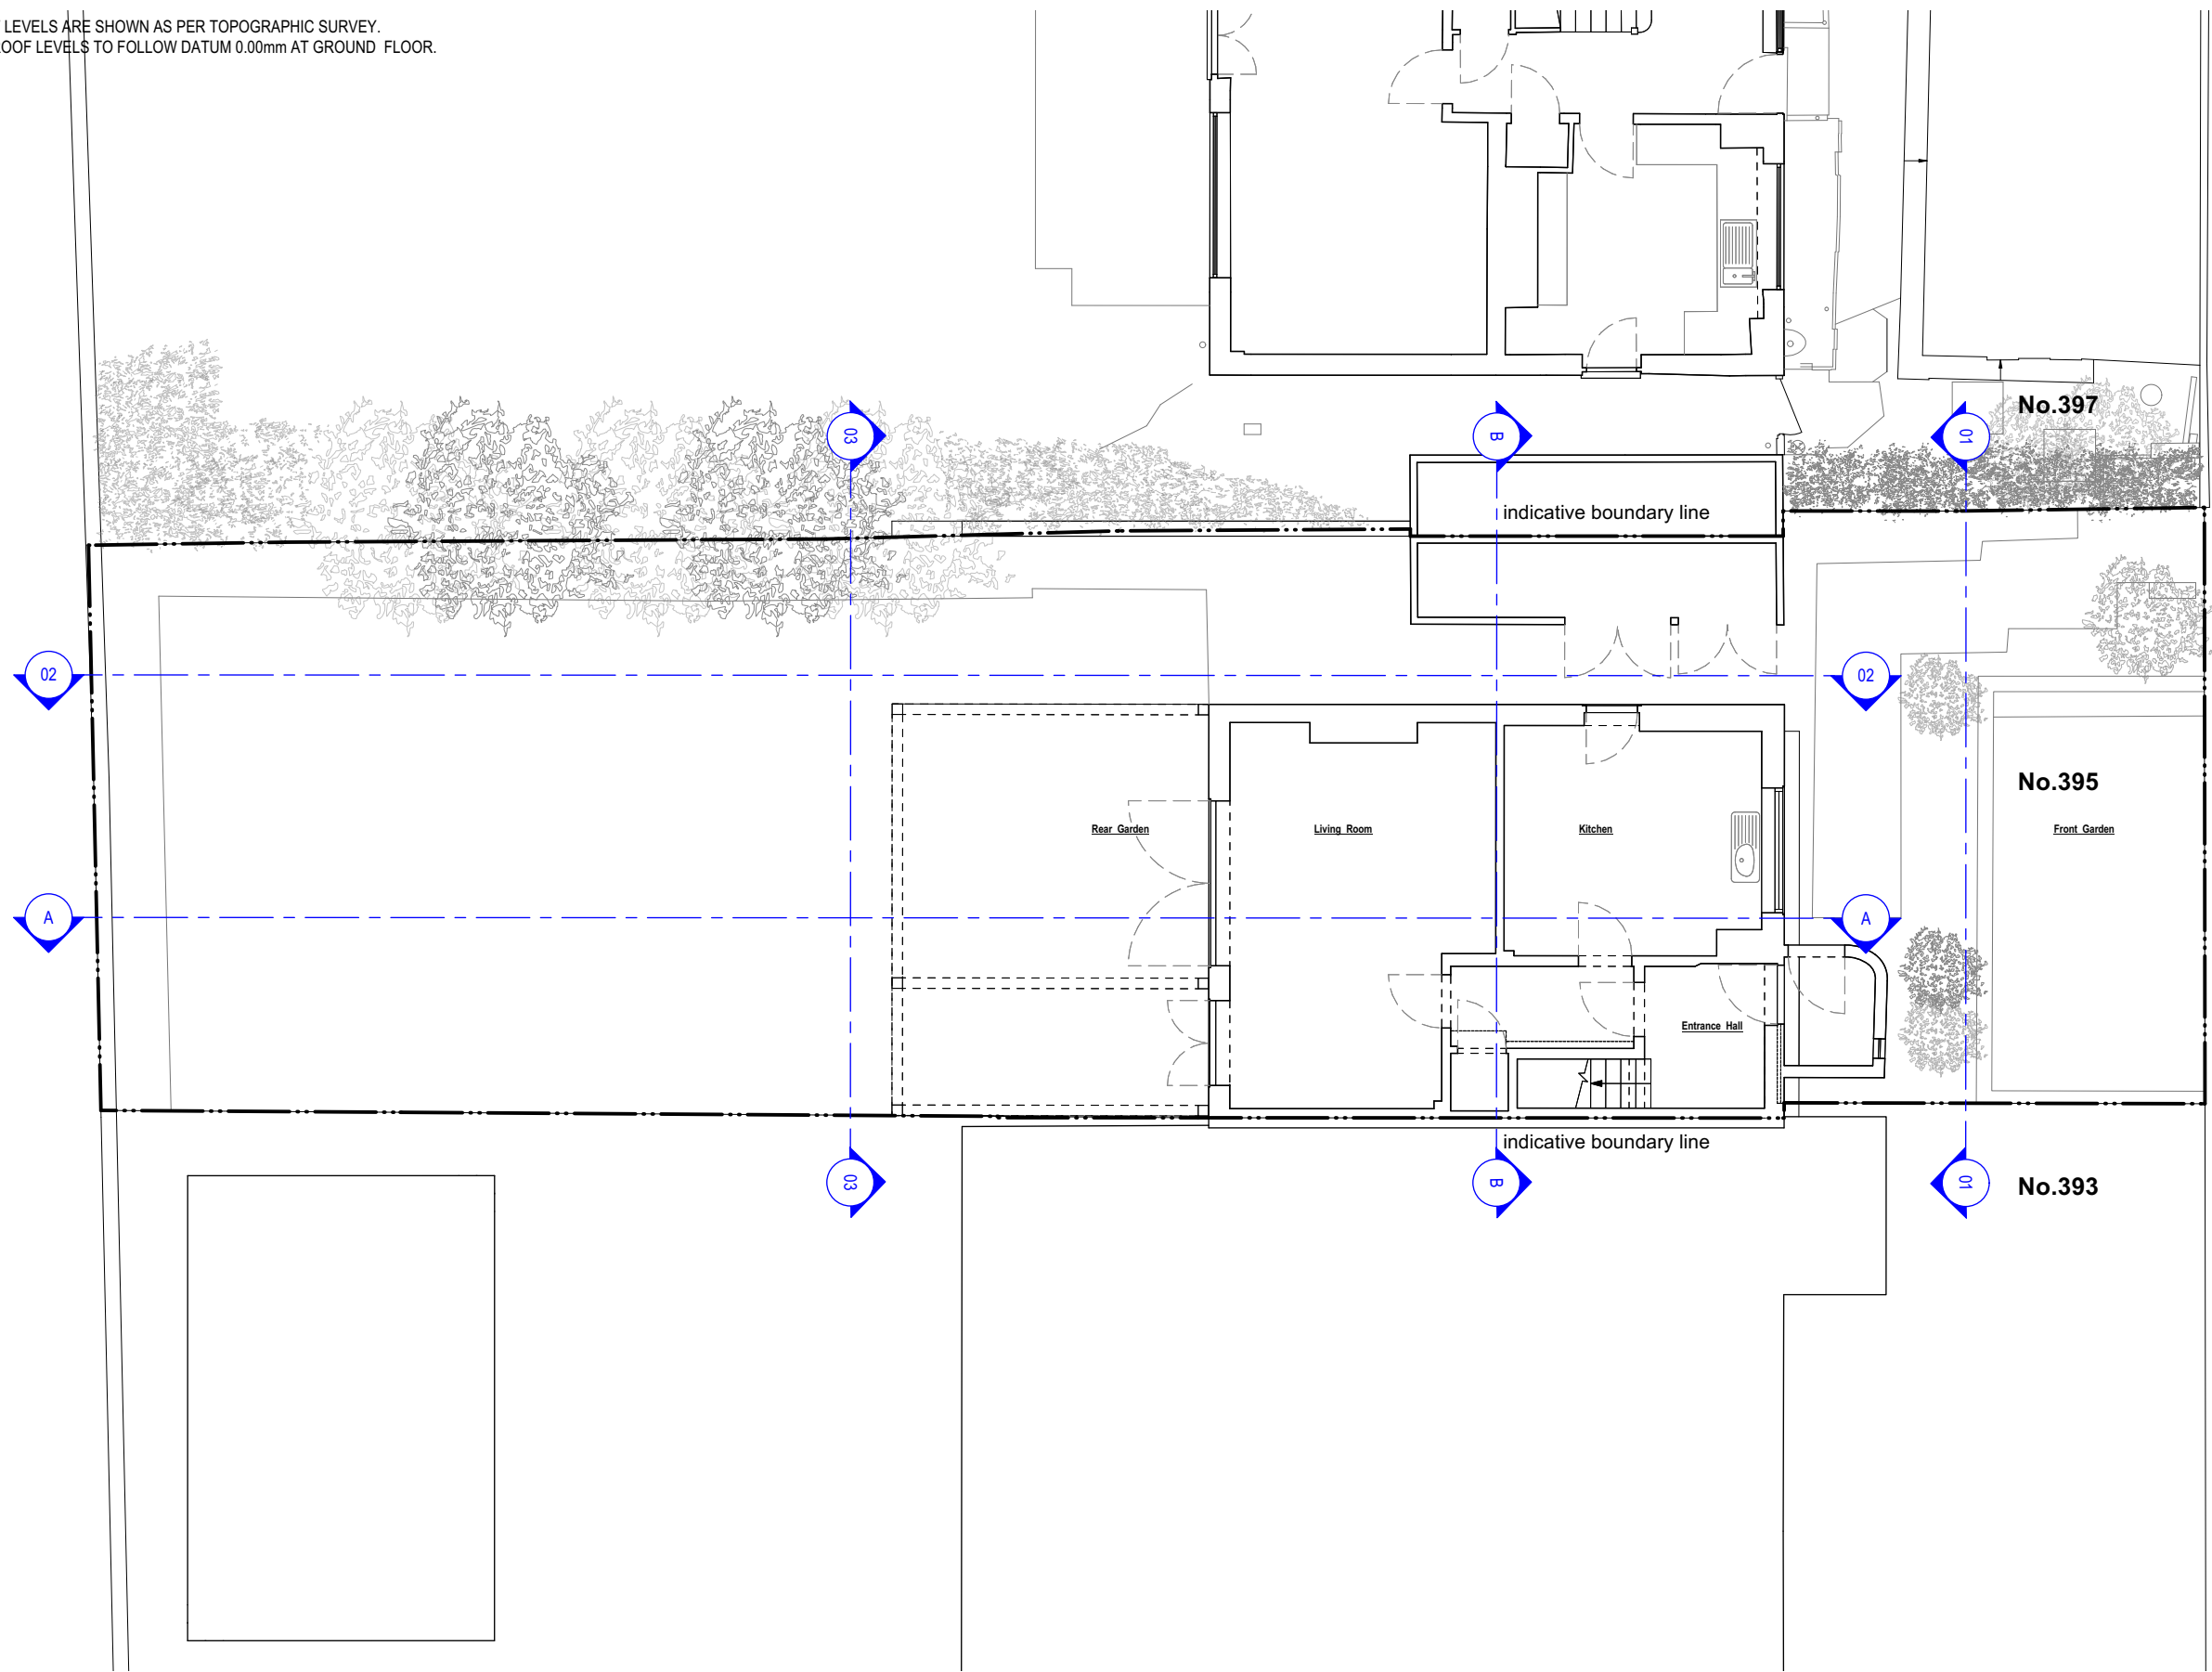 LEVELS ARE SHOWN AS PER TOPOGRAPHIC SURVEY.
OOF LEVELS TO FOLLOW DATUM 0.00mm AT GROUND FLOOR.
No.397
03
B
01
indicative boundary line
02
02
No.395
Rear Garden
Living Room
Kitchen
Front Garden
A
A
Entrance Hall
indicative boundary line
03
B
01
No.393